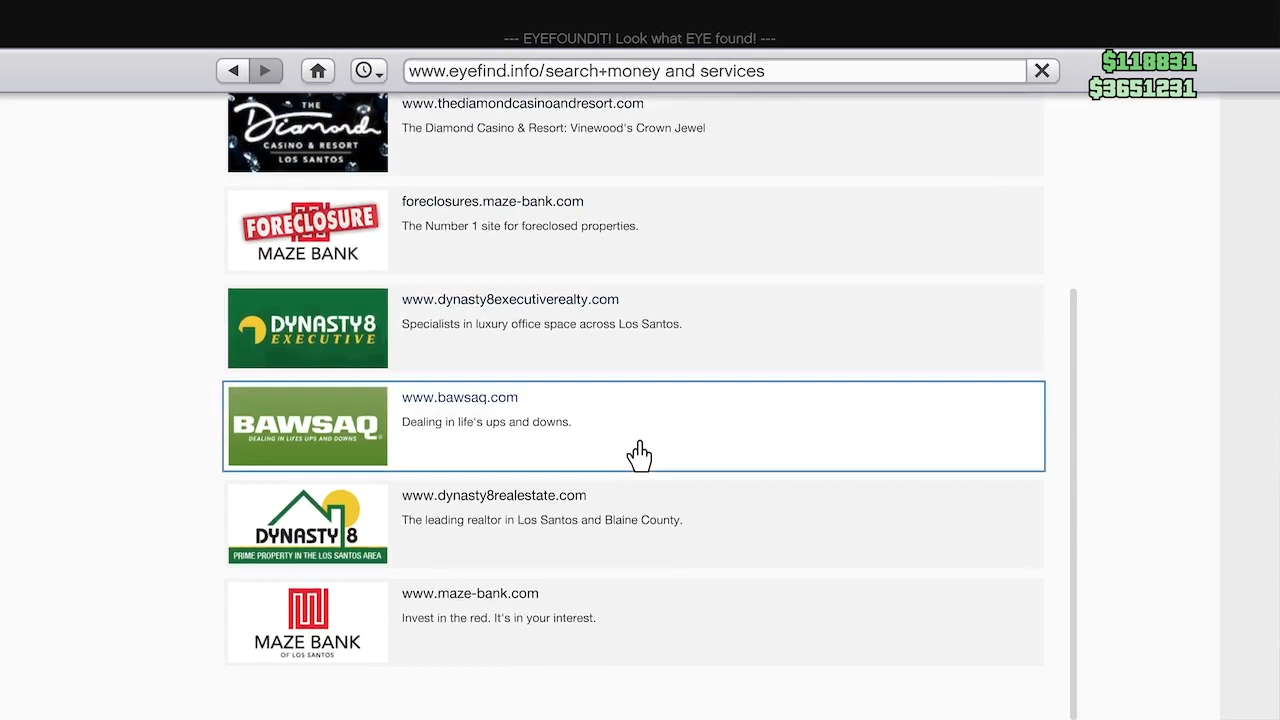 --- EYEFOUNDIT! Look what EYE found! ---
www.eyefind.info/search+money and services
$118831
$3651231
THE
Diamond
CASINO & RESORT
LOS SANTOS
www.thediamondcasinoandresort.com
The Diamond Casino & Resort: Vinewood's Crown Jewel
FORECLOSURE
MAZE BANK
foreclosures.maze-bank.com
The Number 1 site for foreclosed properties.
DYNASTY 8
EXECUTIVE
www.dynasty8executiverealty.com
Specialists in luxury office space across Los Santos.
BAWSAQ
DEALING IN LIFES UPS AND DOWNS
www.bawsaq.com
Dealing in life's ups and downs.
DYNASTY 8
PRIME PROPERTY IN THE LOS SANTOS AREA
www.dynasty8realestate.com
The leading realtor in Los Santos and Blaine County.
MAZE BANK
OF LOS SANTOS
www.maze-bank.com
Invest in the red. It's in your interest.